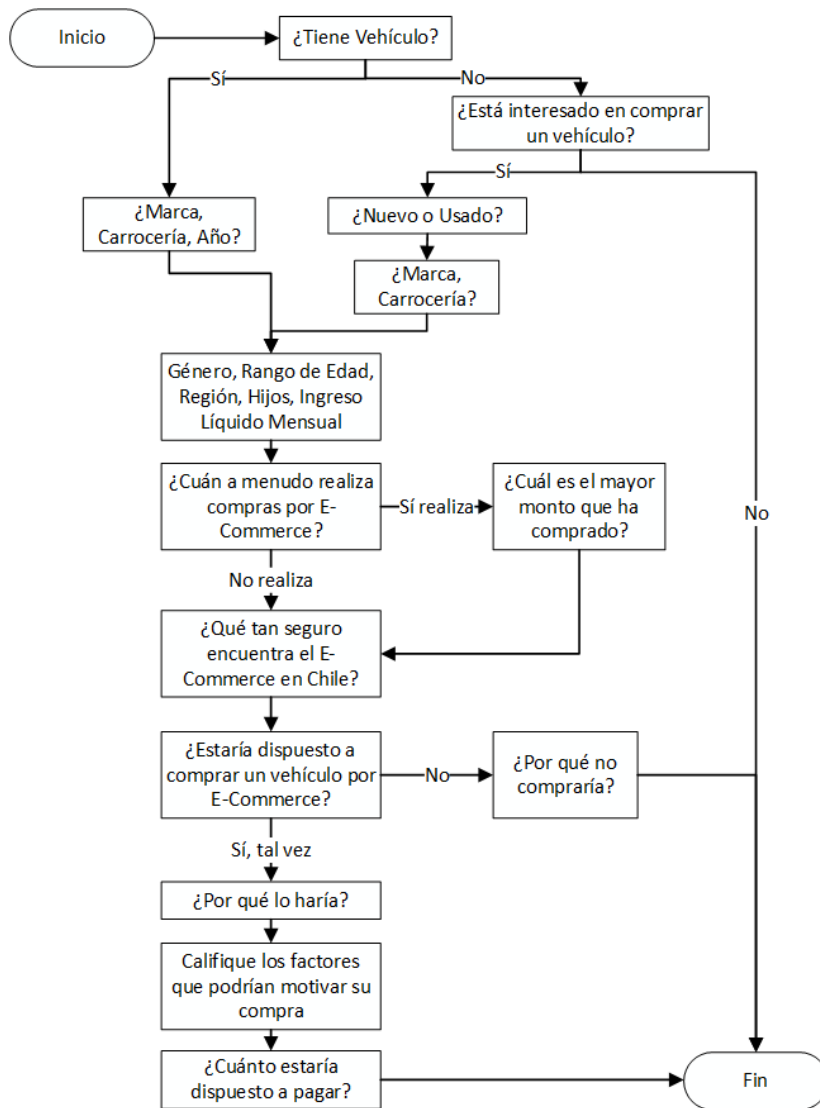 Inicio
¿Tiene Vehículo?
Sí
No
¿Está interesado en comprar
un vehículo?
Sí
¿Marca,
Carrocería, Año?
¿Nuevo o Usado?
¿Marca,
Carrocería?
Género, Rango de Edad,
Región, Hijos, Ingreso
Líquido Mensual
¿Cuán a menudo realiza
compras por E-
Commerce?
Sí realiza
¿Cuál es el mayor
monto que ha
comprado?
No
No realiza
¿Qué tan seguro
encuentra el E-
Commerce en Chile?
¿Estaría dispuesto a
comprar un vehículo por
E-Commerce?
No
¿Por qué no
compraría?
Sí, tal vez
¿Por qué lo haría?
Califique los factores
que podrían motivar su
compra
¿Cuánto estaría
dispuesto a pagar?
Fin